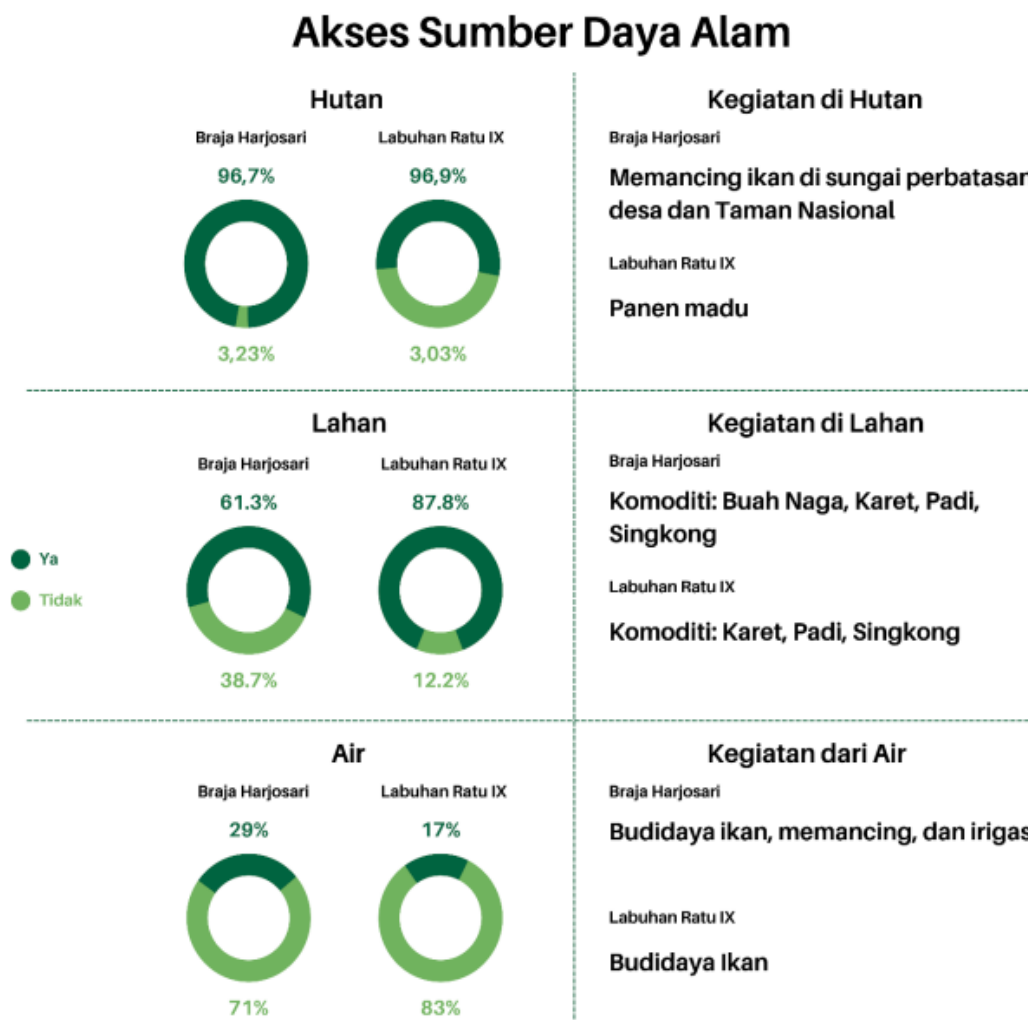 Akses Sumber Daya Alam
Hutan
Braja Harjosari
Labuhan Ratu IX
96,7%
96,9%
3,23%
3,03%
Kegiatan di Hutan
Braja Harjosari
Memancing ikan di sungai perbatasan
desa dan Taman Nasional
Labuhan Ratu IX
Panen madu
Lahan
Braja Harjosari
Labuhan Ratu IX
61.3%
87.8%
Ya
Tidak
38.7%
12.2%
Kegiatan di Lahan
Braja Harjosari
Komoditi: Buah Naga, Karet, Padi,
Singkong
Labuhan Ratu IX
Komoditi: Karet, Padi, Singkong
Air
Braja Harjosari
Labuhan Ratu IX
29%
17%
71%
83%
Kegiatan dari Air
Braja Harjosari
Budidaya ikan, memancing, dan irigas
Labuhan Ratu IX
Budidaya Ikan